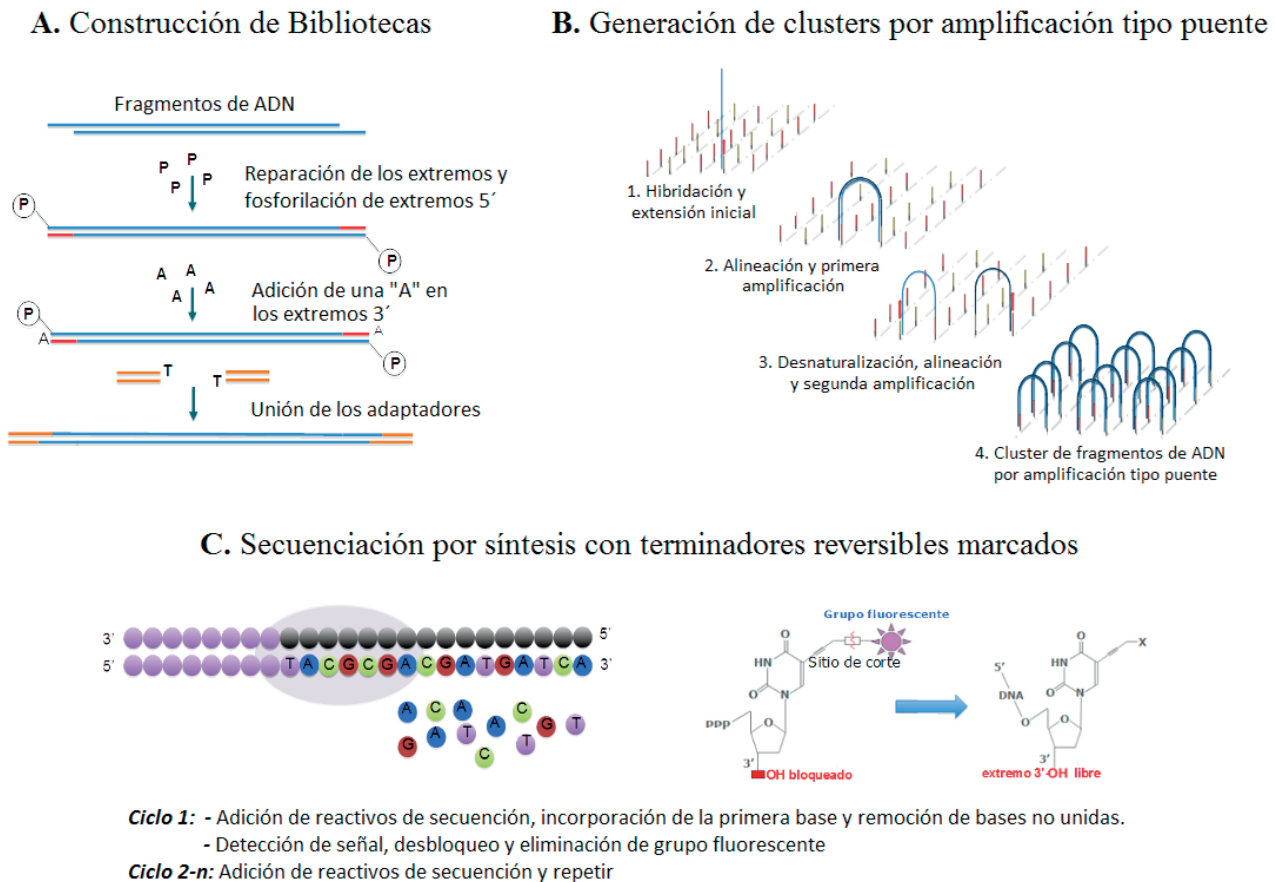 A. Construcción de Bibliotecas
Fragmentos de ADN
P P P P
Reparación de los extremos y
fosforilación de extremos 5´
P
P
A A A A
Adición de una "A" en
los extremos 3´
P
A
A
P
T T
Unión de los adaptadores
B. Generación de clusters por amplificación tipo puente
1. Hibridación y
extensión inicial
2. Alineación y primera
amplificación
3. Desnaturalización, alineación
y segunda amplificación
4. Cluster de fragmentos de ADN
por amplificación tipo puente
C. Secuenciación por síntesis con terminadores reversibles marcados
3’ 5’
5’ T A C G C G A C G A T G A T C A 3’
A C A A C G T
G A T C T
Grupo fluorescente
Sitio de corte
O
HN
O N
PPP O
3’
OH bloqueado
X
O
HN
5’
O N
DNA
O O
3’
extremo 3’-OH libre
Ciclo 1: - Adición de reactivos de secuención, incorporación de la primera base y remoción de bases no unidas.
- Detección de señal, desbloqueo y eliminación de grupo fluorescente
Ciclo 2-n: Adición de reactivos de secuención y repetir